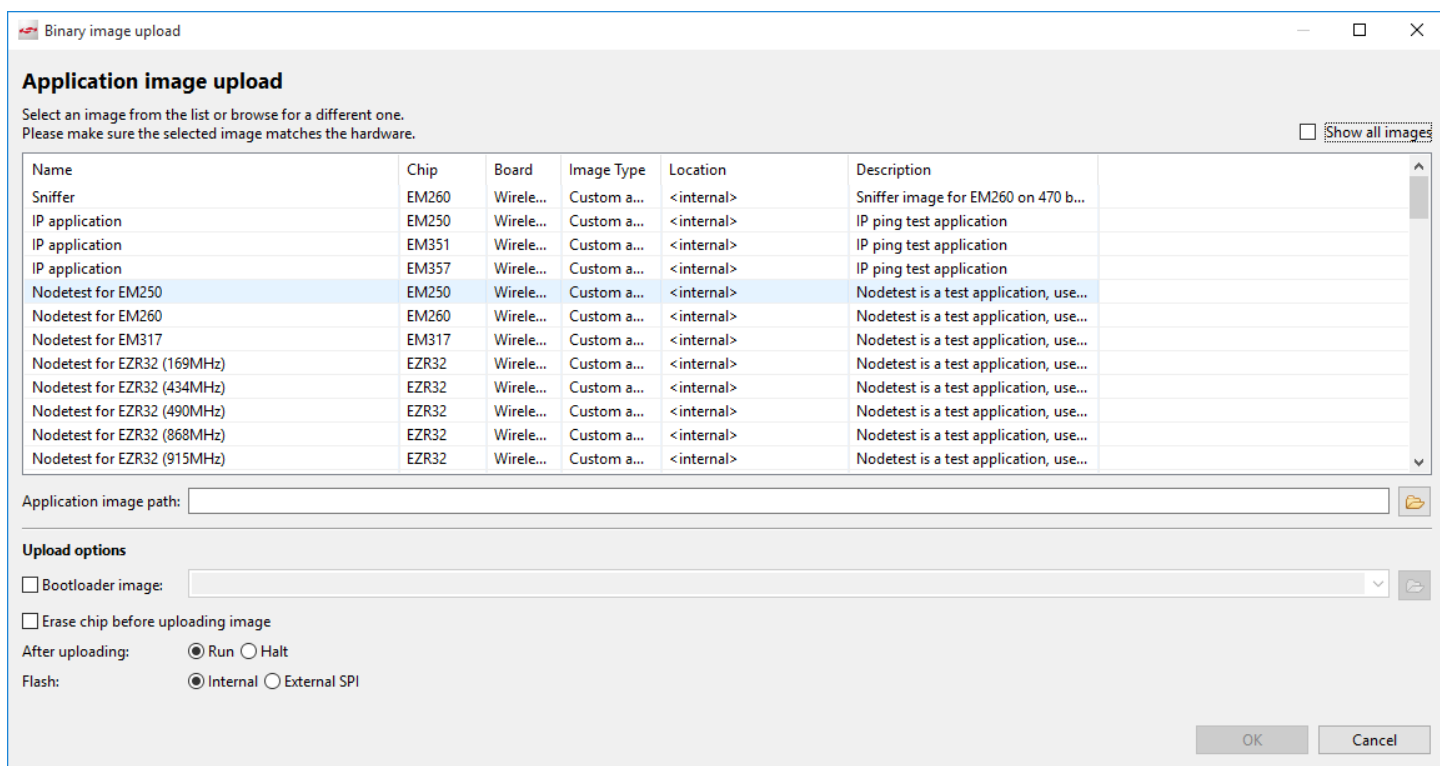 Binary image upload
Application image upload
Select an image from the list or browse for a different one.
Please make sure the selected image matches the hardware.
Show all images
Name Chip Board Image Type Location Description
Sniffer EM260 Wirele... Custom a... <internal> Sniffer image for EM260 on 470 b...
IP application EM250 Wirele... Custom a... <internal> IP ping test application
IP application EM351 Wirele... Custom a... <internal> IP ping test application
IP application EM357 Wirele... Custom a... <internal> IP ping test application
Nodetest for EM250 EM250 Wirele... Custom a... <internal> Nodetest is a test application, use...
Nodetest for EM260 EM260 Wirele... Custom a... <internal> Nodetest is a test application, use...
Nodetest for EM317 EM317 Wirele... Custom a... <internal> Nodetest is a test application, use...
Nodetest for EZR32 (169MHz) EZR32 Wirele... Custom a... <internal> Nodetest is a test application, use...
Nodetest for EZR32 (434MHz) EZR32 Wirele... Custom a... <internal> Nodetest is a test application, use...
Nodetest for EZR32 (490MHz) EZR32 Wirele... Custom a... <internal> Nodetest is a test application, use...
Nodetest for EZR32 (868MHz) EZR32 Wirele... Custom a... <internal> Nodetest is a test application, use...
Nodetest for EZR32 (915MHz) EZR32 Wirele... Custom a... <internal> Nodetest is a test application, use...
Application image path:
Upload options
Bootloader image:
Erase chip before uploading image
After uploading: Run Halt
Flash: Internal External SPI
OK Cancel